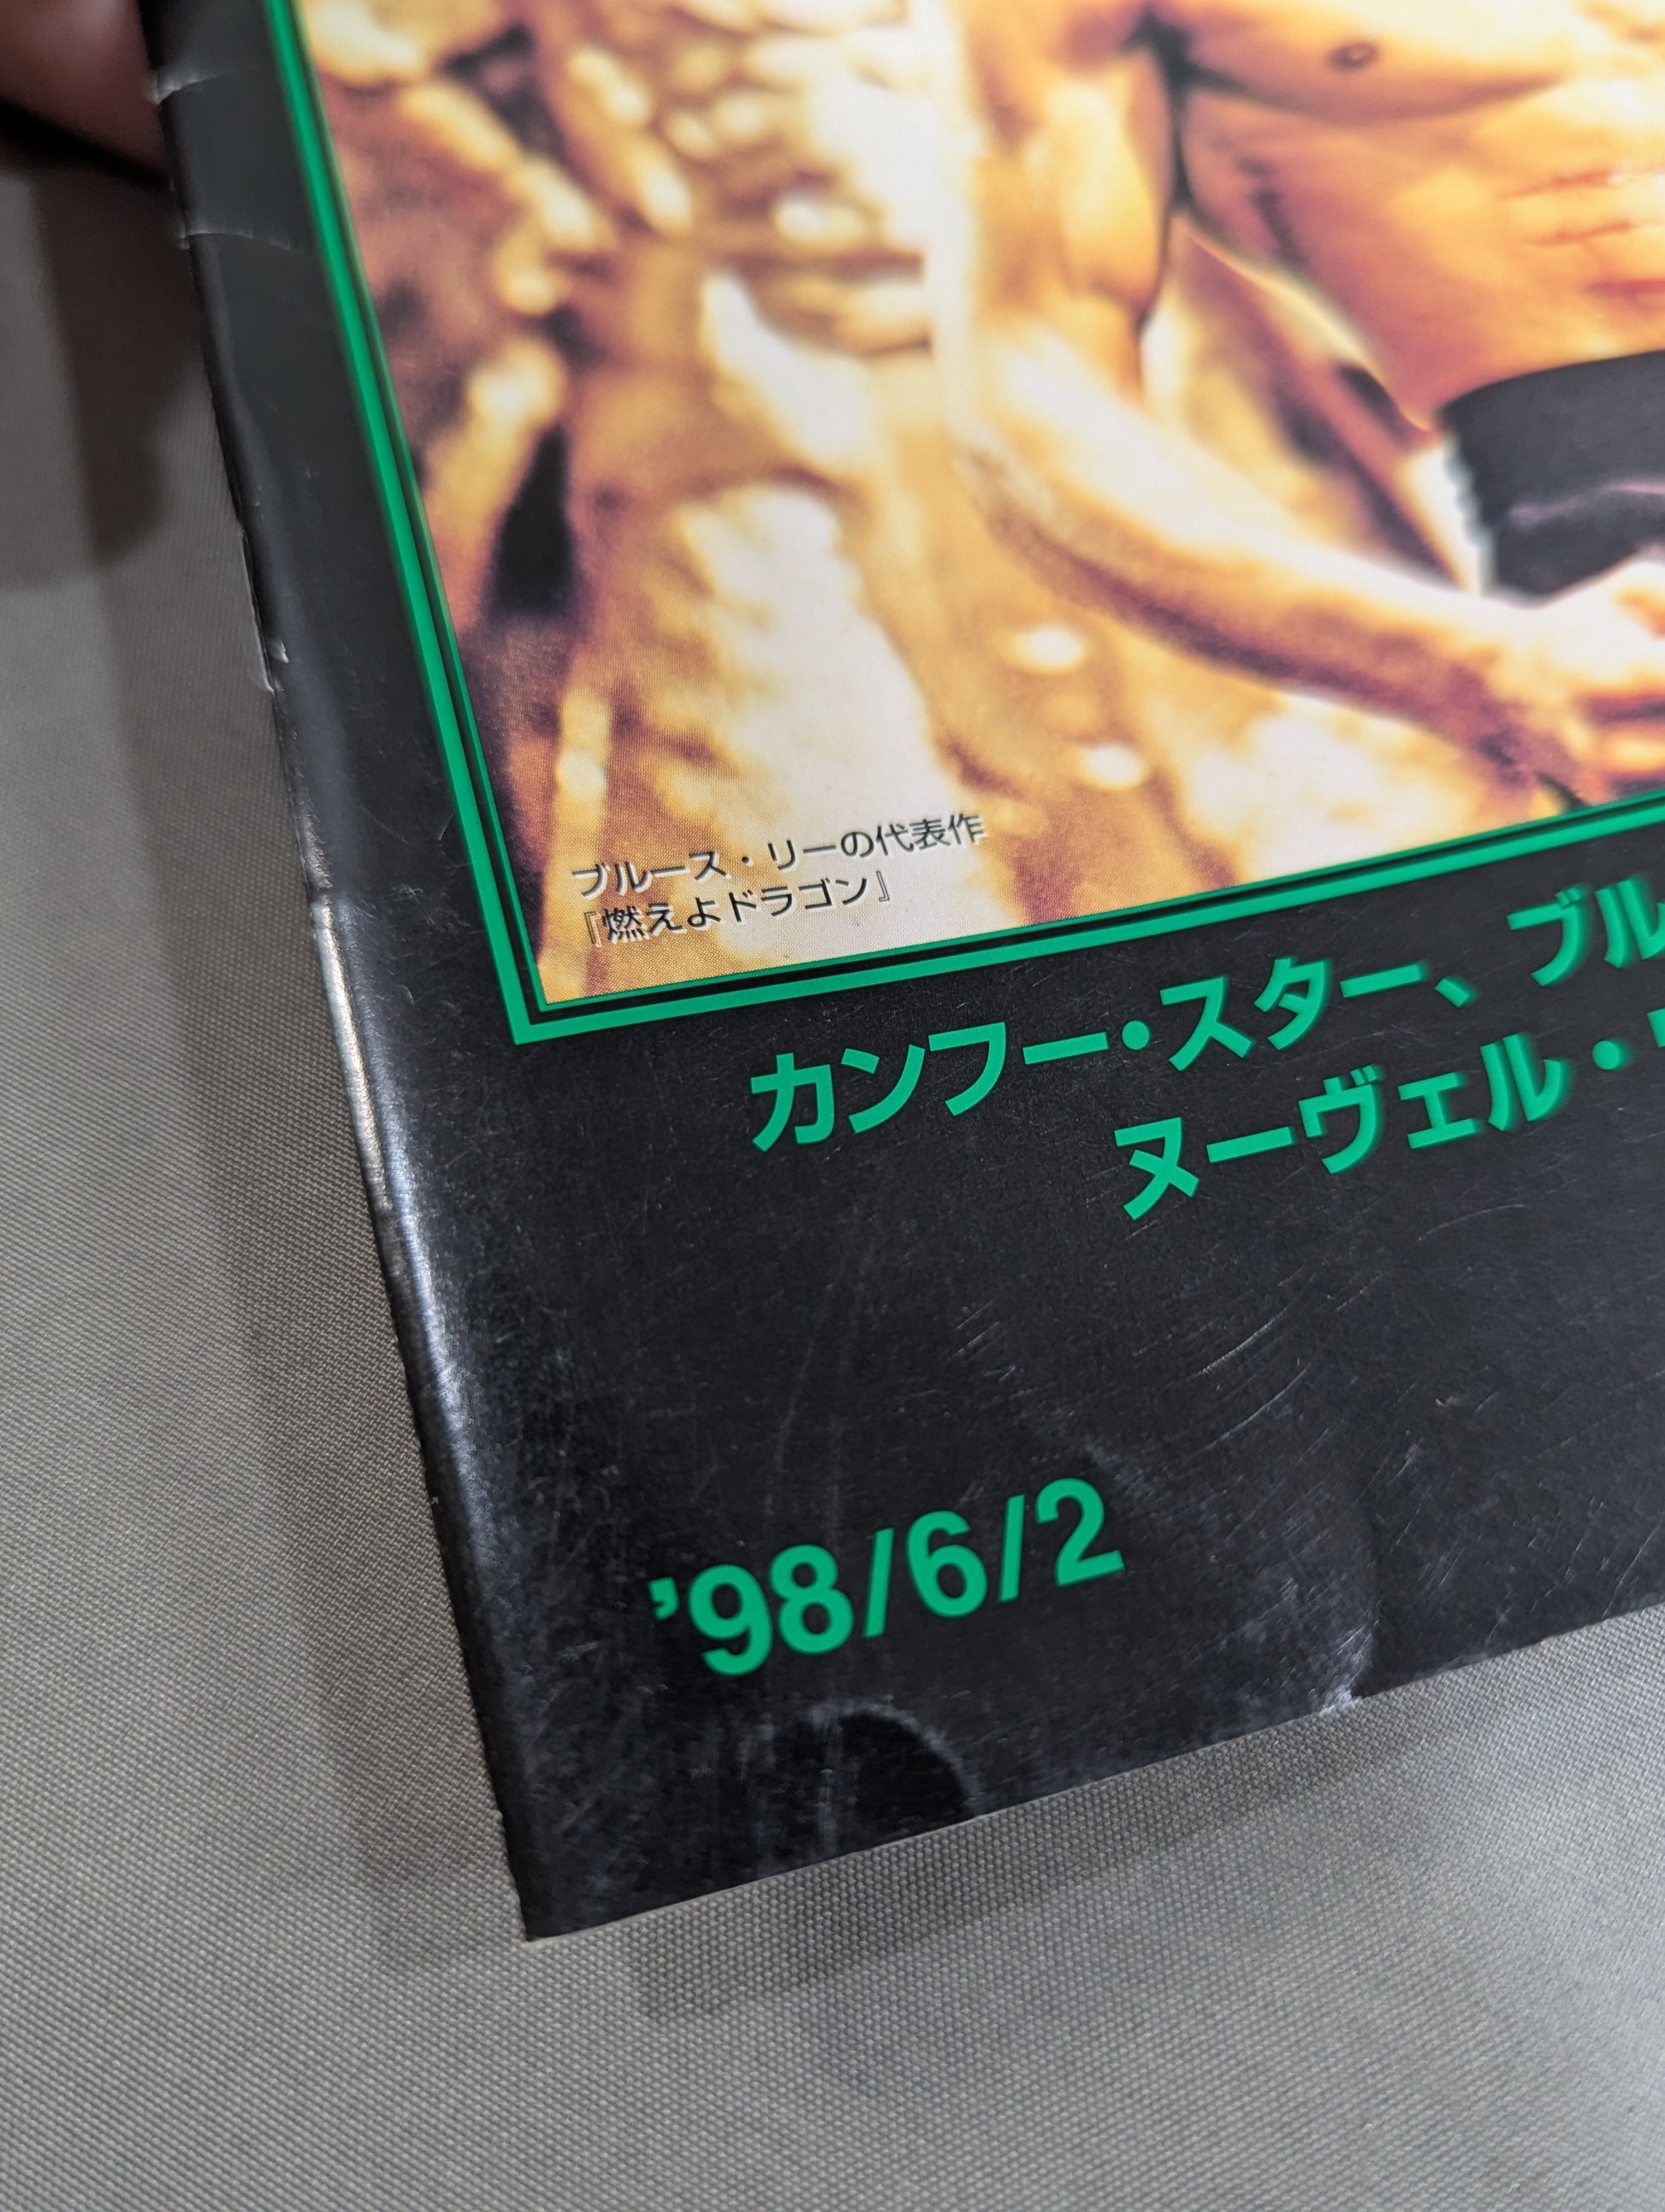 ブルース・リーの代表作
『燃えよドラゴン』
カンフー・スター、ブル
ヌーヴェル・
'98/6/2